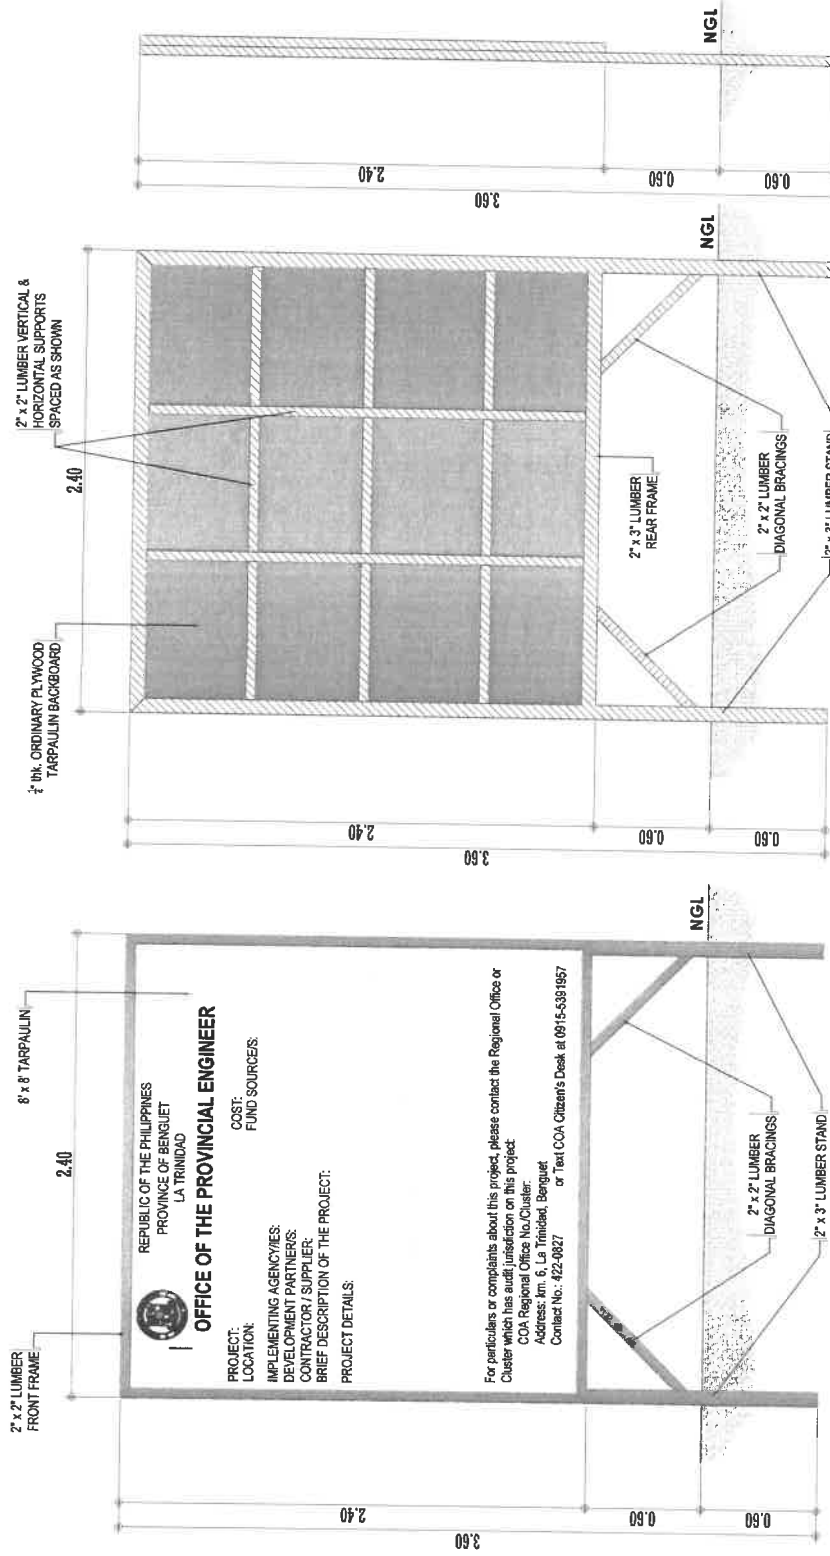 2" x 2" LUMBER
FRONT FRAME
2.40
8' x 8' TARPAULIN
REPUBLIC OF THE PHILIPPINES
PROVINCE OF BENGUET
LA TRINIDAD
OFFICE OF THE PROVINCIAL ENGINEER
PROJECT:
LOCATION:
COST:
FUND SOURCE/S:
IMPLEMENTING AGENCY/IES:
DEVELOPMENT PARTNER/S:
CONTRACTOR / SUPPLIER:
BRIEF DESCRIPTION OF THE PROJECT:
PROJECT DETAILS:
For particulars or complaints about this project, please contact the Regional Office or
Cluster which has audit jurisdiction on this project:
COA Regional Office No./Cluster:
Address: km. 6, La Trinidad, Benguet
Contact No.: 422-0827 or Text COA Citizen's Desk at 0915-5391957
2.40
3.60
0.60
0.60
NGL
2" x 2" LUMBER
DIAGONAL BRACINGS
2" x 3" LUMBER STAND
thk. ORDINARY PLYWOOD
TARPAULIN BACKBOARD
2.40
2" x 2" LUMBER VERTICAL &
HORIZONTAL SUPPORTS
SPACED AS SHOWN
2.40
3.60
0.60
0.60
2" x 3" LUMBER
REAR FRAME
NGL
2" x 2" LUMBER
DIAGONAL BRACINGS
2" x 3" LUMBER STAND
2.40
3.60
0.60
0.60
NGL